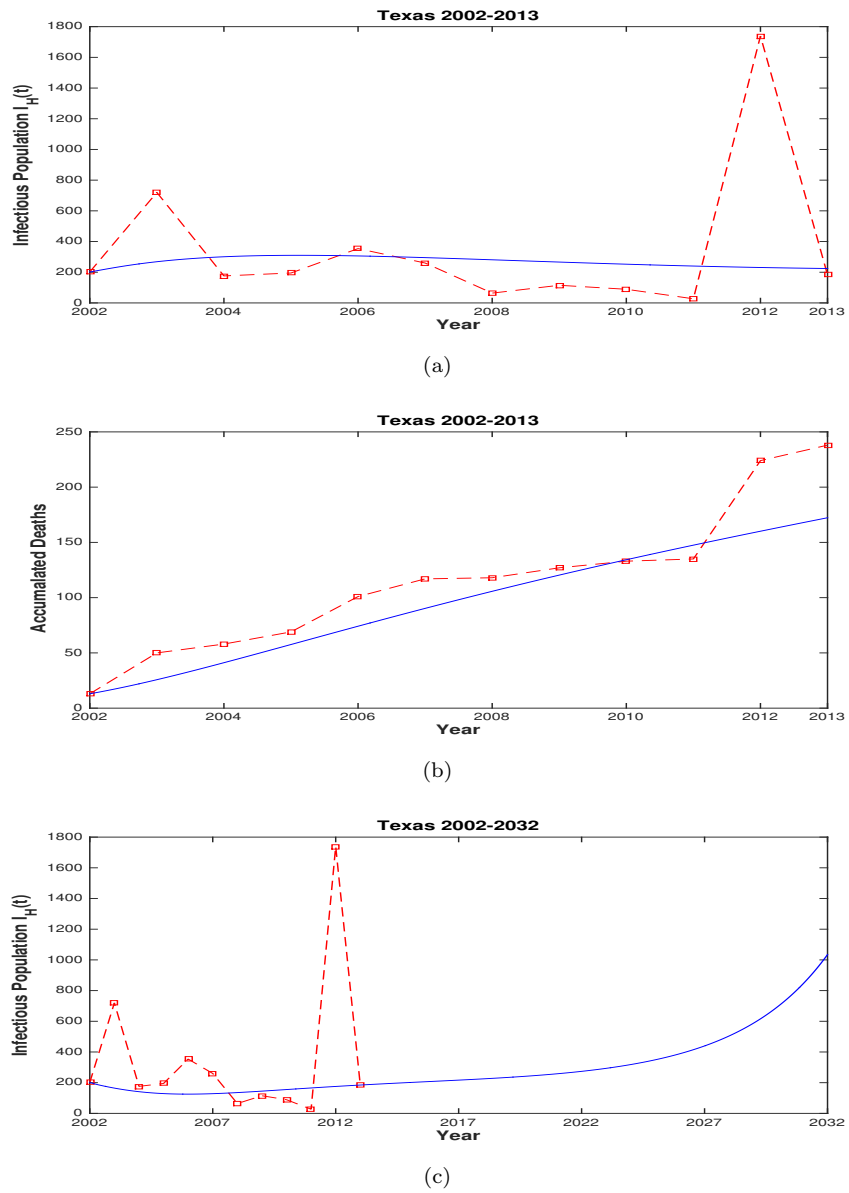 Texas 2002-2013
Infectious Population I_H(t)
1800
1600
1400
1200
1000
800
600
400
200
0
2002 2004 2006 2008 2010 2012 2013
Year
(a)
Texas 2002-2013
Accumalated Deaths
250
200
150
100
50
0
2002 2004 2006 2008 2010 2012 2013
Year
(b)
Texas 2002-2032
Infectious Population I_H(t)
1800
1600
1400
1200
1000
800
600
400
200
0
2002 2007 2012 2017 2022 2027 2032
Year
(c)